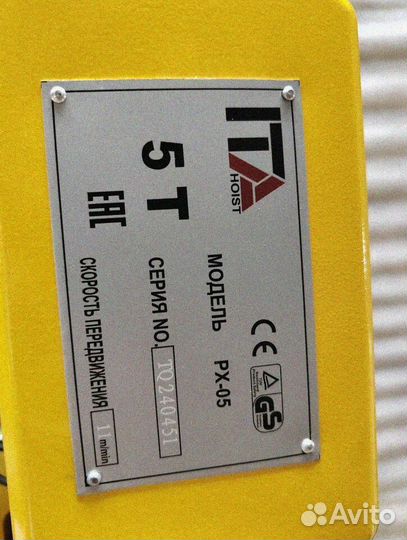 ITA
HOIST
5 T
EAC
CE
МОДЕЛЬ PX-05
СЕРИЯ NO. TQ240451
GS
СКОРОСТЬ ПЕРЕДВИЖЕНИЯ 11 m/min
Avito